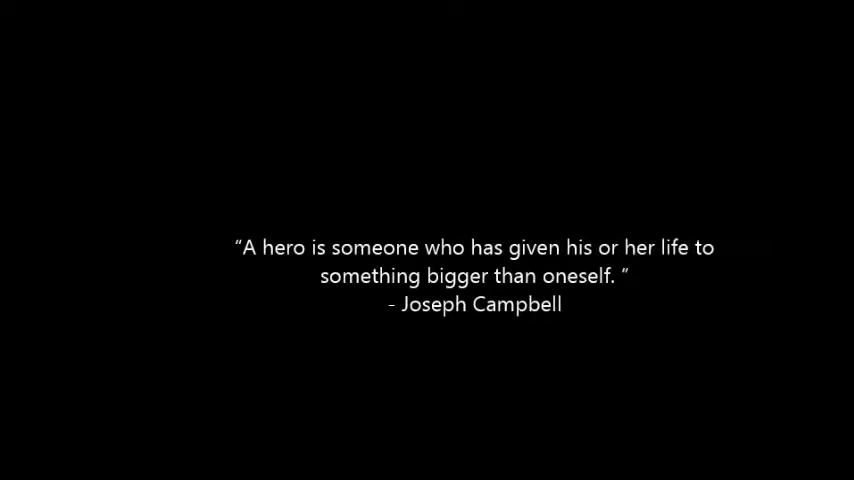 “A hero is someone who has given his or her life to
something bigger than oneself. ”
- Joseph Campbell